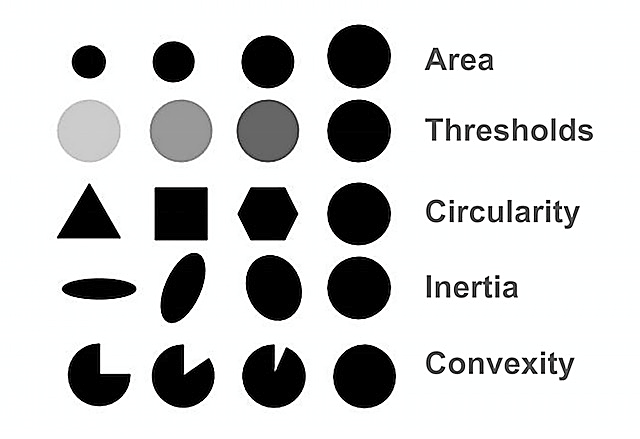 Area
Thresholds
Circularity
Inertia
Convexity